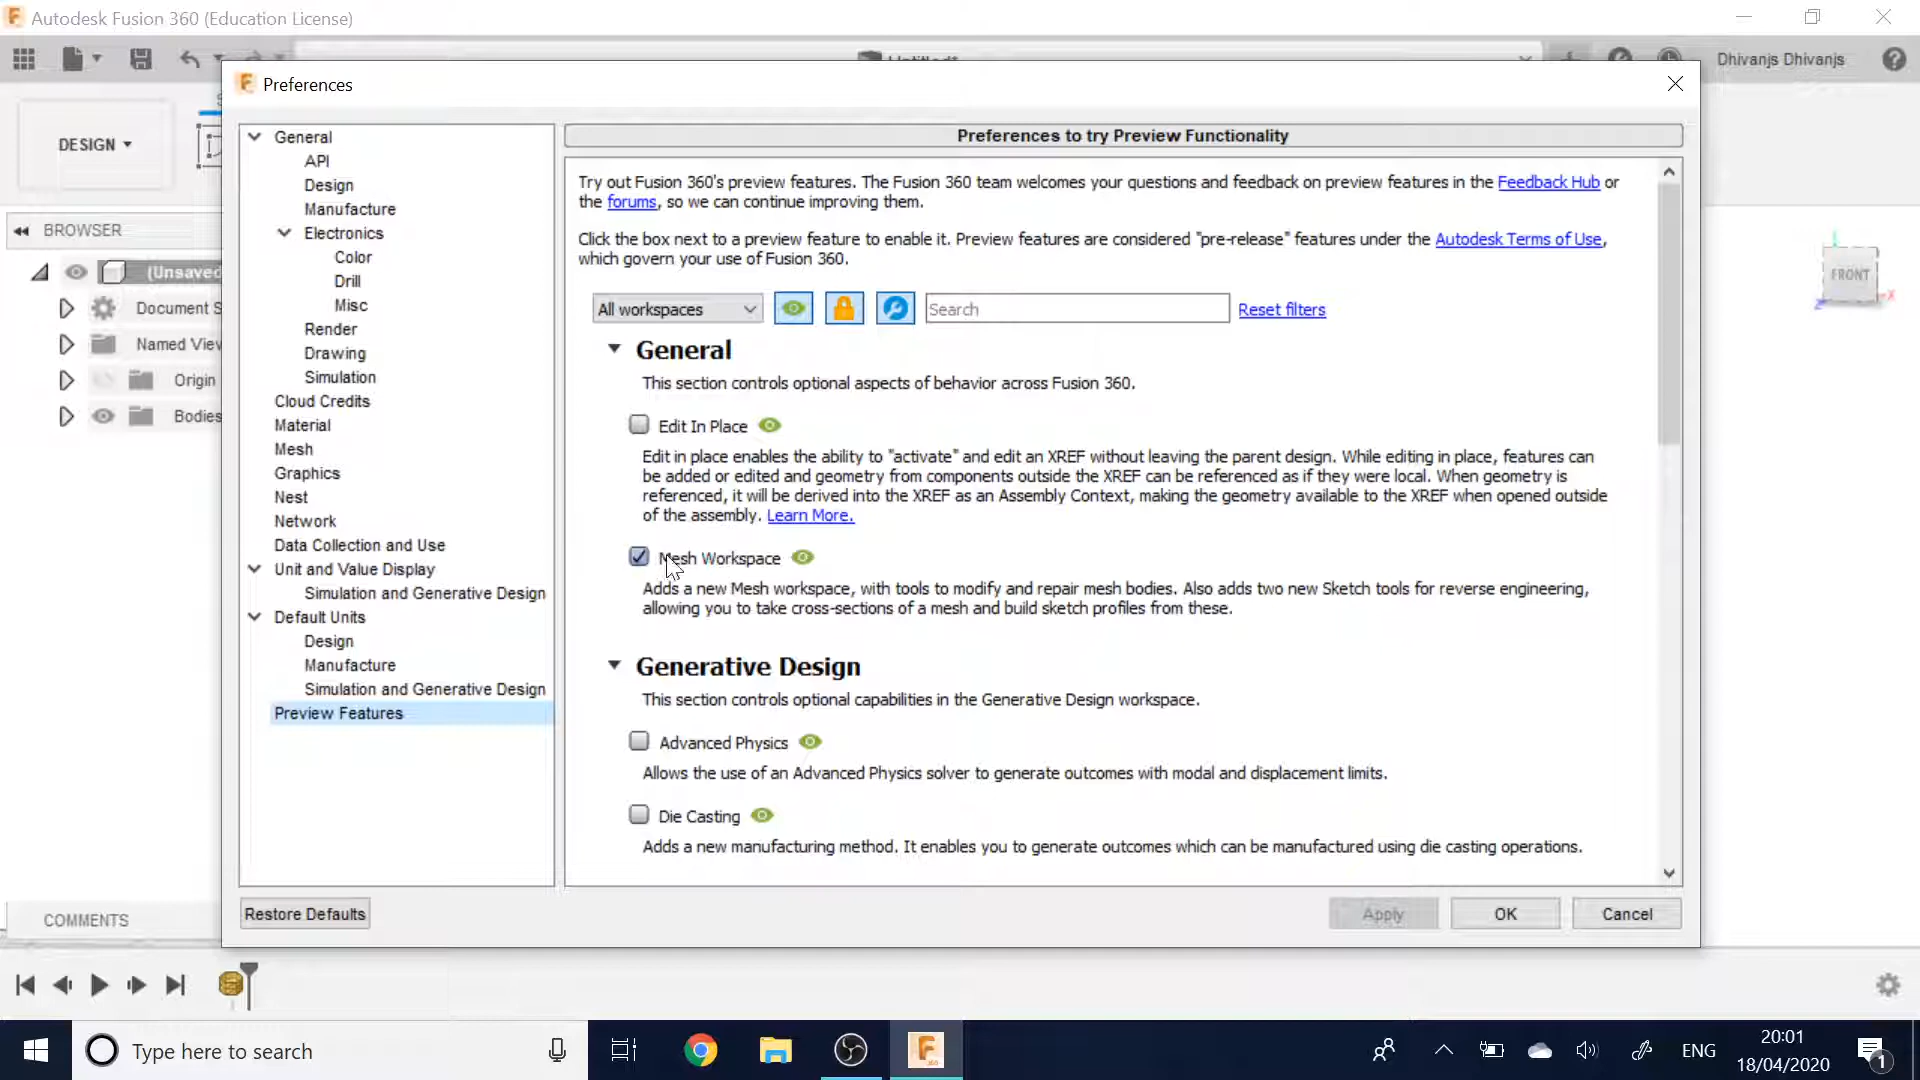 Autodesk Fusion 360 (Education License)
Dhivanjs Dhivanjs
Preferences
DESIGN
BROWSER
(Unsaved
Document S
Named Viev
Origin
Bodies
FRONT
X
Z
General
API
Design
Manufacture
Electronics
Color
Drill
Misc
Render
Drawing
Simulation
Cloud Credits
Material
Mesh
Graphics
Nest
Network
Data Collection and Use
Unit and Value Display
Simulation and Generative Design
Default Units
Design
Manufacture
Simulation and Generative Design
Preview Features
Preferences to try Preview Functionality
Try out Fusion 360's preview features. The Fusion 360 team welcomes your questions and feedback on preview features in the Feedback Hub or
the forums, so we can continue improving them.
Click the box next to a preview feature to enable it. Preview features are considered "pre-release" features under the Autodesk Terms of Use,
which govern your use of Fusion 360.
All workspaces
Search
Reset filters
General
This section controls optional aspects of behavior across Fusion 360.
Edit In Place
Edit in place enables the ability to "activate" and edit an XREF without leaving the parent design. While editing in place, features can
be added or edited and geometry from components outside the XREF can be referenced as if they were local. When geometry is
referenced, it will be derived into the XREF as an Assembly Context, making the geometry available to the XREF when opened outside
of the assembly. Learn More.
Mesh Workspace
Adds a new Mesh workspace, with tools to modify and repair mesh bodies. Also adds two new Sketch tools for reverse engineering,
allowing you to take cross-sections of a mesh and build sketch profiles from these.
Generative Design
This section controls optional capabilities in the Generative Design workspace.
Advanced Physics
Allows the use of an Advanced Physics solver to generate outcomes with modal and displacement limits.
Die Casting
Adds a new manufacturing method. It enables you to generate outcomes which can be manufactured using die casting operations.
Restore Defaults
Apply
OK
Cancel
COMMENTS
Type here to search
ENG
20:01
18/04/2020
1